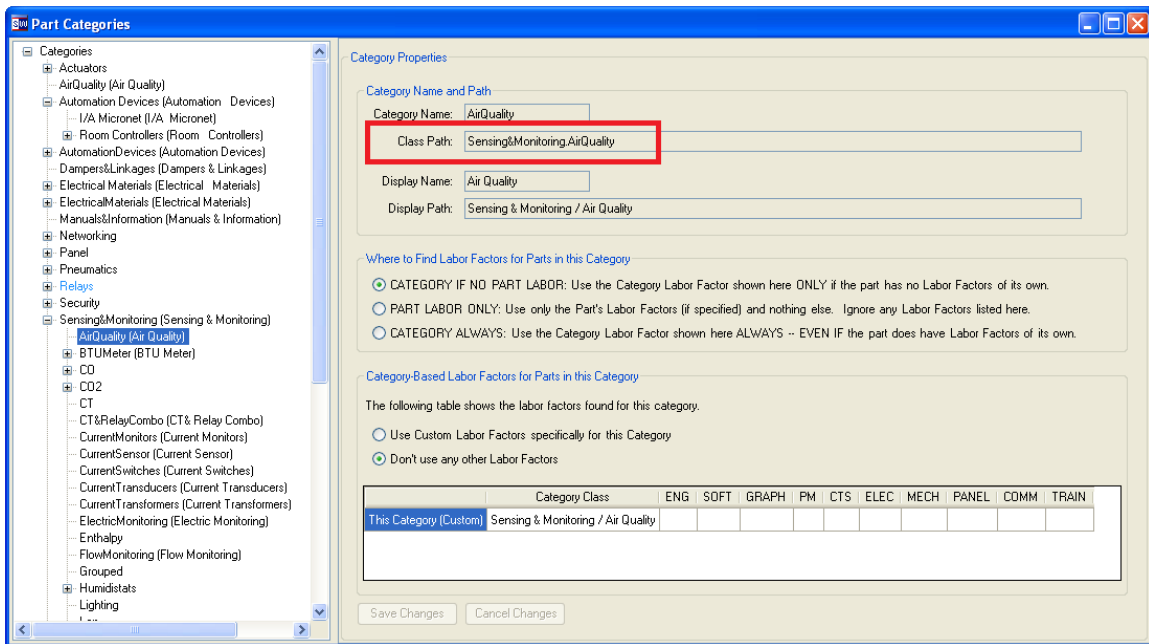 SW Part Categories
Categories
Actuators
AirQuality (Air Quality)
Automation Devices (Automation   Devices)
I/A Micronet (I/A  Micronet)
Room Controllers (Room   Controllers)
AutomationDevices (Automation Devices)
Dampers&Linkages (Dampers & Linkages)
Electrical Materials (Electrical   Materials)
ElectricalMaterials (Electrical Materials)
Manuals&Information (Manuals & Information)
Networking
Panel
Pneumatics
Relays
Security
Sensing&Monitoring (Sensing & Monitoring)
AirQuality (Air Quality)
BTUMeter (BTU Meter)
CO
CO2
CT
CT&RelayCombo (CT& Relay Combo)
CurrentMonitors (Current Monitors)
CurrentSensor (Current Sensor)
CurrentSwitches (Current Switches)
CurrentTransducers (Current Transducers)
CurrentTransformers (Current Transformers)
ElectricMonitoring (Electric Monitoring)
Enthalpy
FlowMonitoring (Flow Monitoring)
Grouped
Humidistats
Lighting
Category Properties
Category Name and Path
Category Name: AirQuality
Class Path: Sensing&Monitoring.AirQuality
Display Name: Air Quality
Display Path: Sensing & Monitoring / Air Quality
Where to Find Labor Factors for Parts in this Category
CATEGORY IF NO PART LABOR: Use the Category Labor Factor shown here ONLY if the part has no Labor Factors of its own.
PART LABOR ONLY: Use only the Part's Labor Factors (if specified) and nothing else.  Ignore any Labor Factors listed here.
CATEGORY ALWAYS: Use the Category Labor Factor shown here ALWAYS -- EVEN IF the part does have Labor Factors of its own.
Category-Based Labor Factors for Parts in this Category
The following table shows the labor factors found for this category.
Use Custom Labor Factors specifically for this Category
Don't use any other Labor Factors
Category Class ENG SOFT GRAPH PM CTS ELEC MECH PANEL COMM TRAIN
This Category (Custom) Sensing & Monitoring / Air Quality
Save Changes Cancel Changes